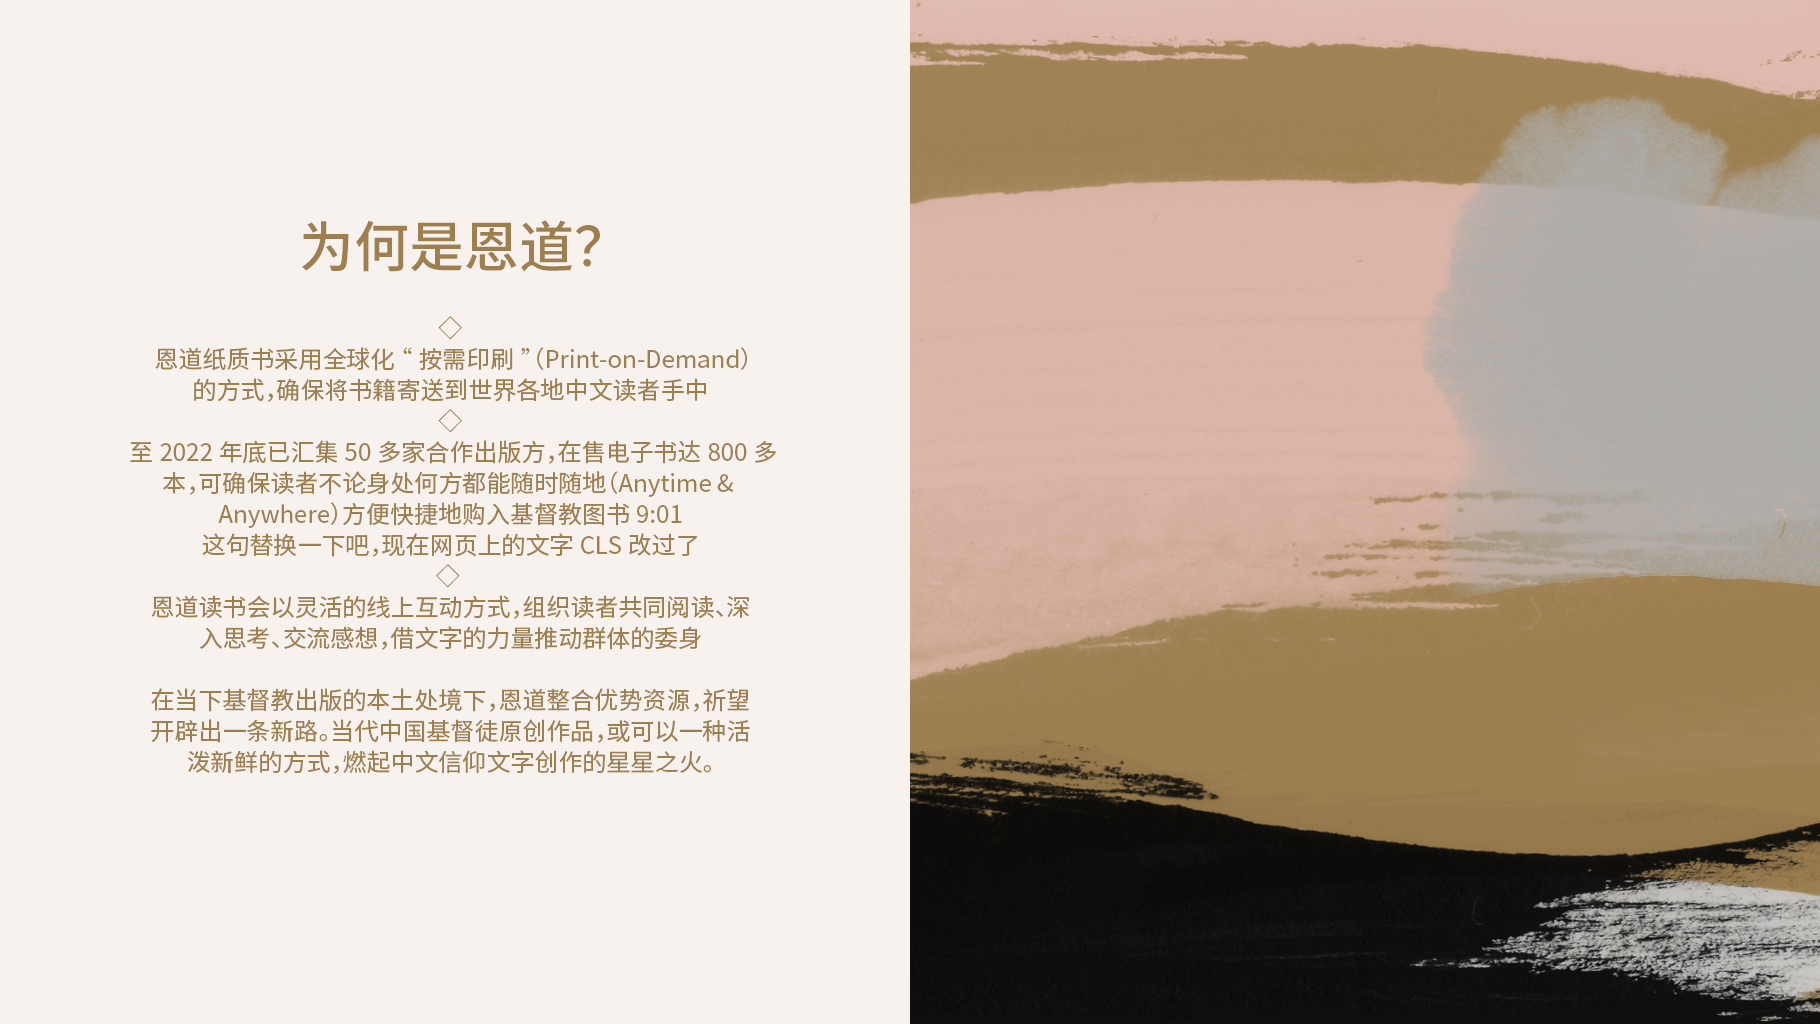 为何是恩道？
◇
恩道纸质书采用全球化 “ 按需印刷 ”（Print-on-Demand）
的方式，确保将书籍寄送到世界各地中文读者手中
◇
至 2022 年底已汇集 50 多家合作出版方，在售电子书达 800 多
本，可确保读者不论身处何方都能随时随地（Anytime &
Anywhere）方便快捷地购入基督教图书 9:01
这句替换一下吧，现在网页上的文字 CLS 改过了
◇
恩道读书会以灵活的线上互动方式，组织读者共同阅读、深
入思考、交流感想，借文字的力量推动群体的委身
在当下基督教出版的本土处境下，恩道整合优势资源，祈望
开辟出一条新路。当代中国基督徒原创作品，或可以一种活
泼新鲜的方式，燃起中文信仰文字创作的星星之火。